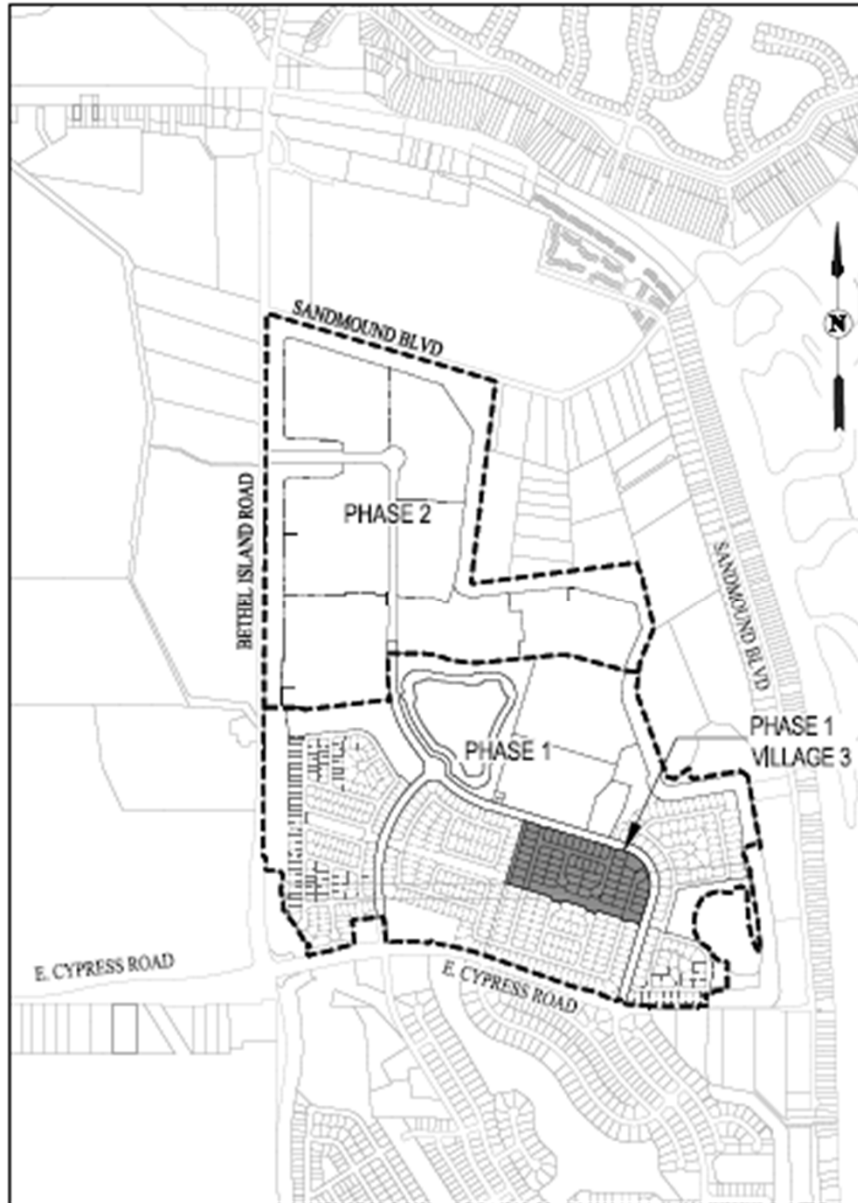 SANDMOUND BLVD
N
BETHEL ISLAND ROAD
PHASE 2
SANDMOUND BLVD
PHASE 1
VILLAGE 3
PHASE 1
E. CYPRESS ROAD
E. CYPRESS ROAD